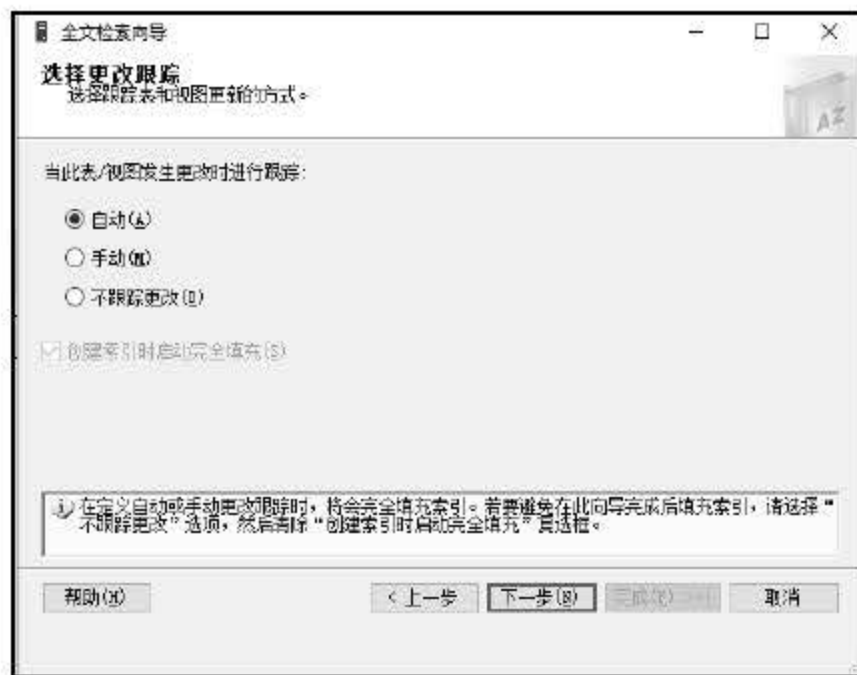 全文检索向导
选择更改跟踪
选择跟踪表和视图更新的方式。
当此表/视图发生更改时进行跟踪:
自动(A)
手动(M)
不跟踪更改(D)
创建索引时启动完全填充(S)
在定义自动或手动更改跟踪时，将会完全填充索引。若要避免在此向导完成后填充索引，请选择“
不跟踪更改”选项，然后清除“创建索引时启动完全填充”复选框。
帮助(H)
< 上一步
下一步(N)
取消